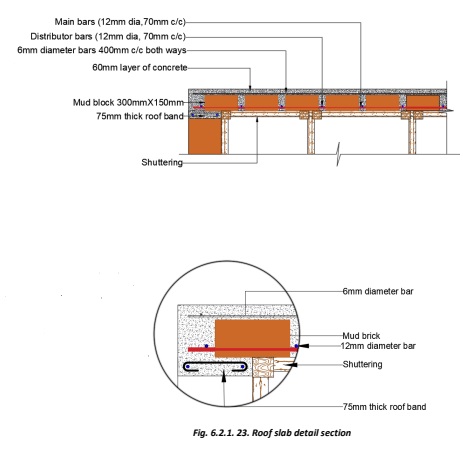 Main bars (12mm dia,70mm c/c)
Distributor bars (12mm dia, 70mm c/c)
6mm diameter bars 400mm c/c both ways
60mm layer of concrete
Mud block 300mmX150mm
75mm thick roof band
Shuttering
6mm diameter bar
Mud brick
12mm diameter bar
Shuttering
75mm thick roof band
Fig. 6.2.1. 23. Roof slab detail section